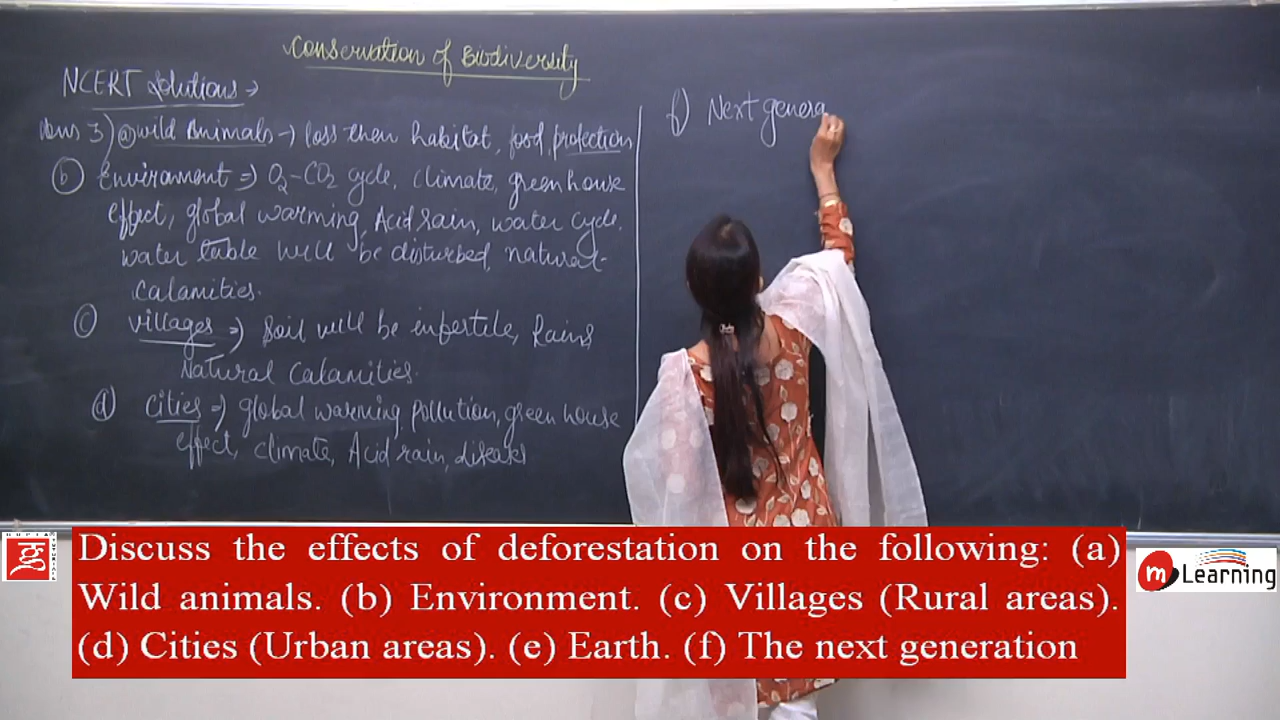 Conservation of Biodiversity
NCERT Solutions →
Ans 3) (a) Wild Animals → loss their habitat, food, protection
(b) Environment ⇒ O2-CO2 cycle, climate, green house
effect, global warming, Acid rain, water cycle.
water table will be disturbed, natural
calamities.
(c) villages ⇒ Soil will be infertile, Rains,
Natural Calamities.
(d) Cities ⇒ global warming, pollution, green house
effect, climate, Acid rain, diseases
f) Next genera
Discuss the effects of deforestation on the following: (a)
Wild animals. (b) Environment. (c) Villages (Rural areas).
(d) Cities (Urban areas). (e) Earth. (f) The next generation
ग
m Learning